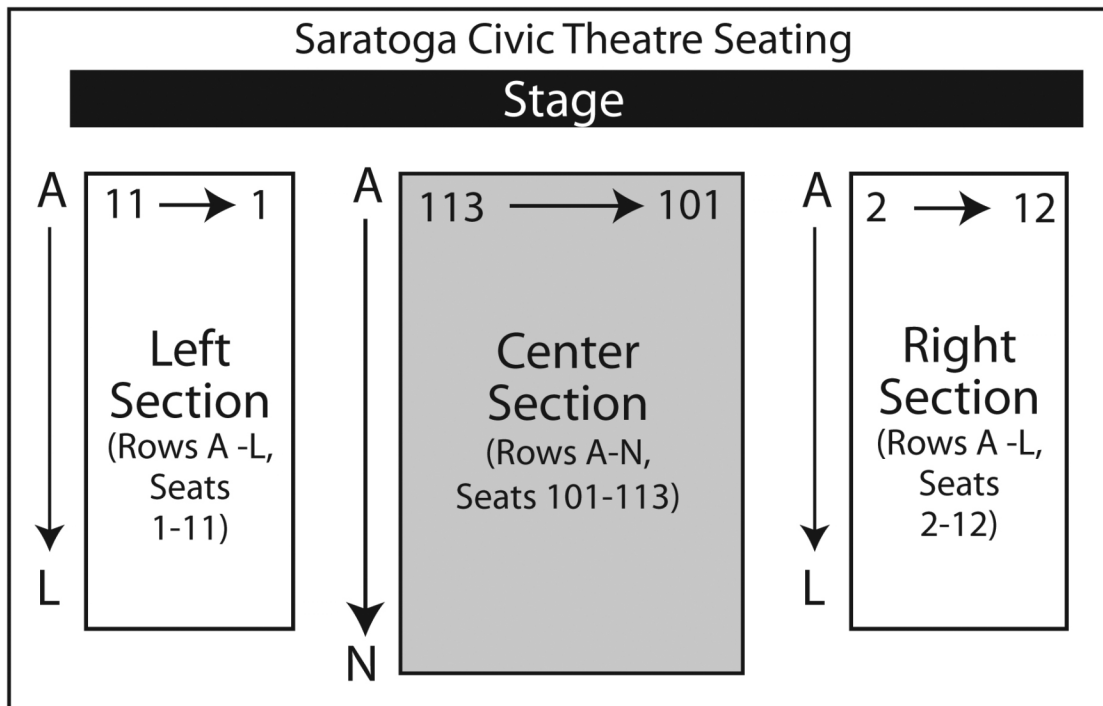 Saratoga Civic Theatre Seating
Stage
A
11 1
Left
Section
(Rows A -L,
Seats
1-11)
L
A
113 101
Center
Section
(Rows A-N,
Seats 101-113)
N
A
2 12
Right
Section
(Rows A -L,
Seats
2-12)
L